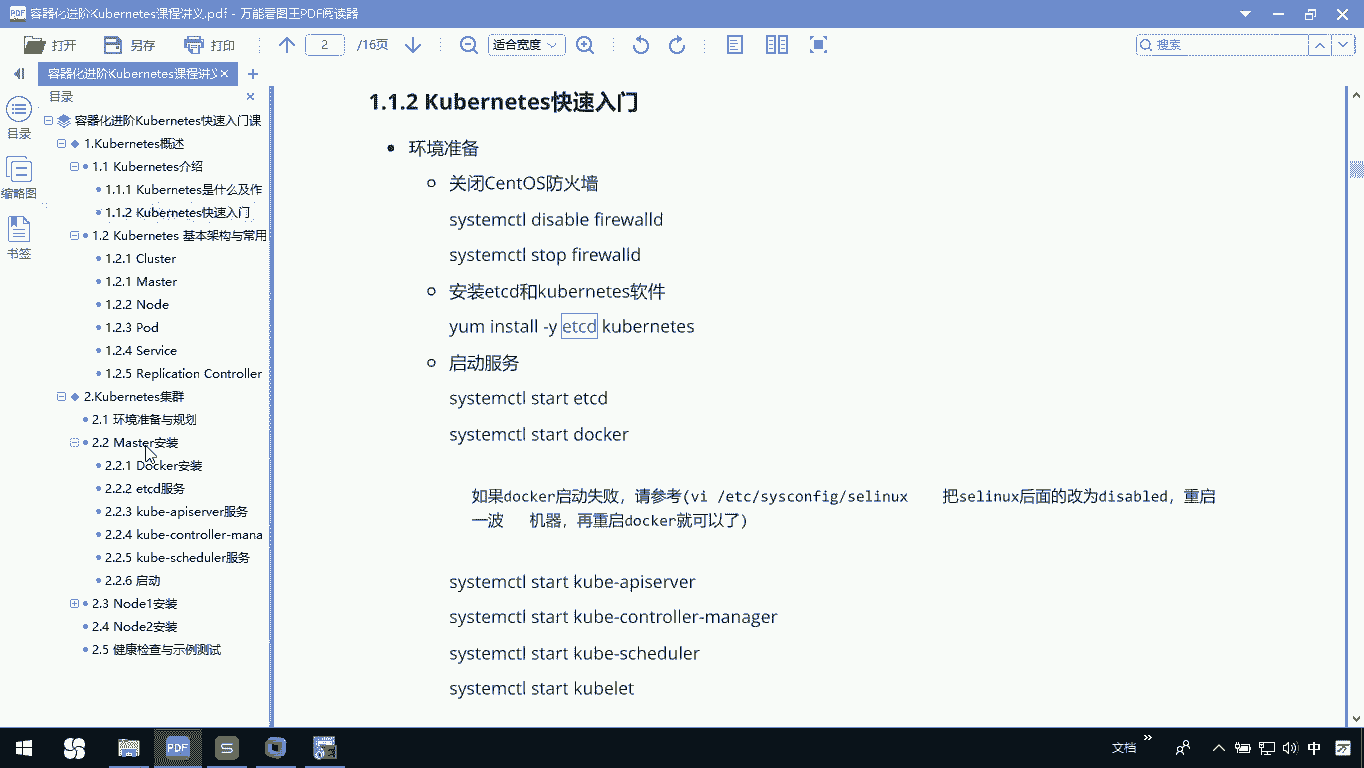 容器化进阶Kubernetes课程讲义.pdf - 万能看图王PDF阅读器
打开
另存
打印
2
/16页
适合宽度
搜索
容器化进阶Kubernetes课程讲义
目录
目录
缩略图
书签
容器化进阶Kubernetes快速入门课
1.Kubernetes概述
1.1 Kubernetes介绍
1.1.1 Kubernetes是什么及作
1.1.2 Kubernetes快速入门
1.2 Kubernetes 基本架构与常用
1.2.1 Cluster
1.2.1 Master
1.2.2 Node
1.2.3 Pod
1.2.4 Service
1.2.5 Replication Controller
2.Kubernetes集群
2.1 环境准备与规划
2.2 Master安装
2.2.1 Docker安装
2.2.2 etcd服务
2.2.3 kube-apiserver服务
2.2.4 kube-controller-mana
2.2.5 kube-scheduler服务
2.2.6 启动
2.3 Node1安装
2.4 Node2安装
2.5 健康检查与示例测试
1.1.2 Kubernetes快速入门
环境准备
关闭CentOS防火墙
systemctl disable firewalld
systemctl stop firewalld
安装etcd和kubernetes软件
yum install -y etcd kubernetes
启动服务
systemctl start etcd
systemctl start docker
如果docker启动失败，请参考(vi /etc/sysconfig/selinux 把selinux后面的改为disabled，重启
一波 机器，再重启docker就可以了)
systemctl start kube-apiserver
systemctl start kube-controller-manager
systemctl start kube-scheduler
systemctl start kubelet
PDF
S
文档
中